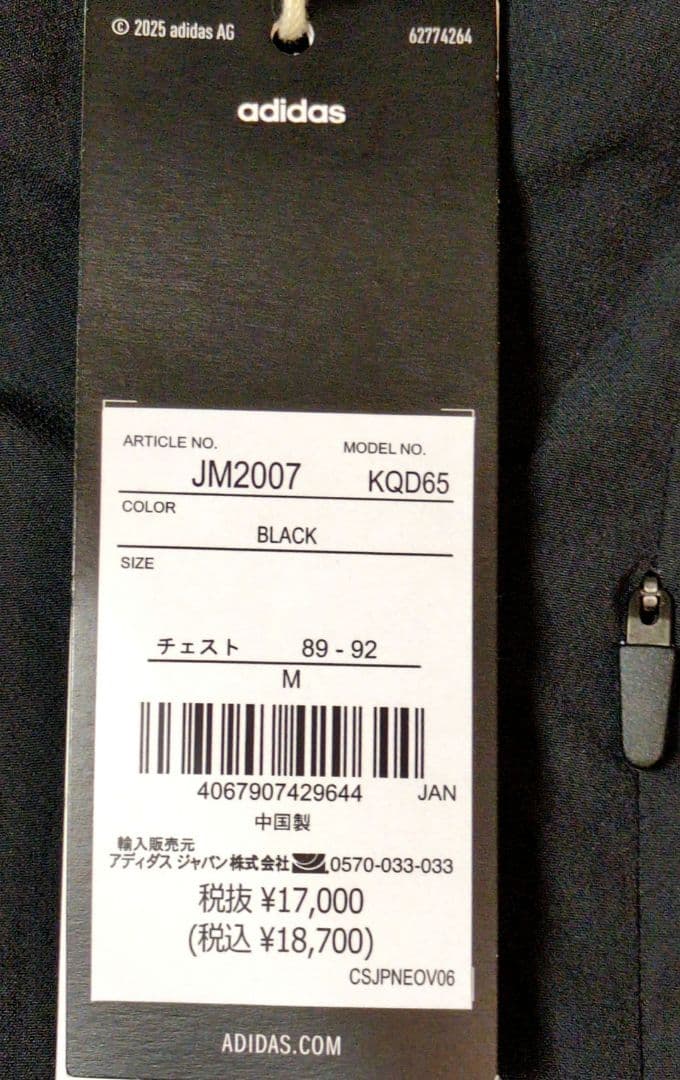 © 2025 adidas AG 62774264
adidas
ARTICLE NO. MODEL NO.
JM2007 KQD65
COLOR
BLACK
SIZE
チェスト 89 - 92
M
4067907429644 JAN
中国製
輸入販売元
アディダス ジャパン株式会社 0570-033-033
税抜 ¥17,000
(税込 ¥18,700)
CSJPNEOV06
ADIDAS.COM